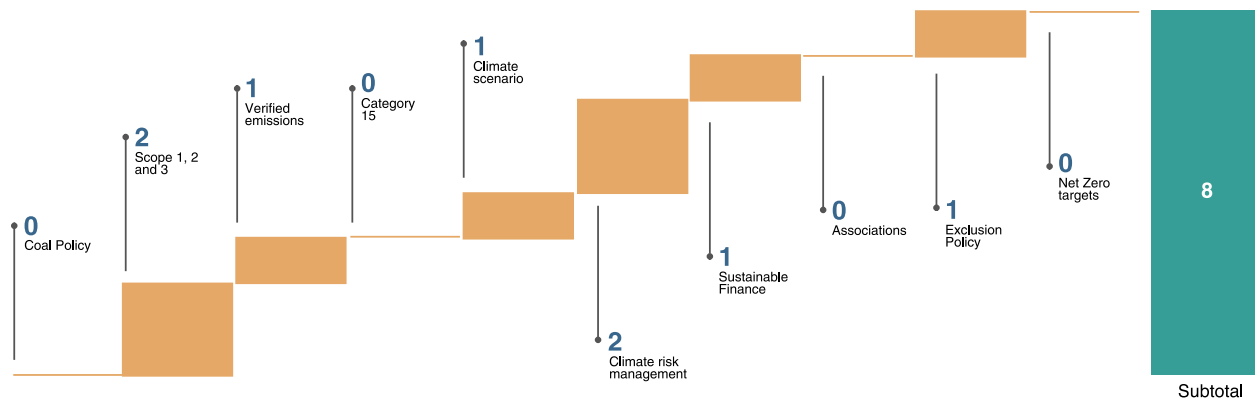 0
Coal Policy
2
Scope 1, 2
and 3
1
Verified
emissions
0
Category
15
1
Climate
scenario
2
Climate risk
management
1
Sustainable
Finance
0
Associations
1
Exclusion
Policy
0
Net Zero
targets
8
Subtotal